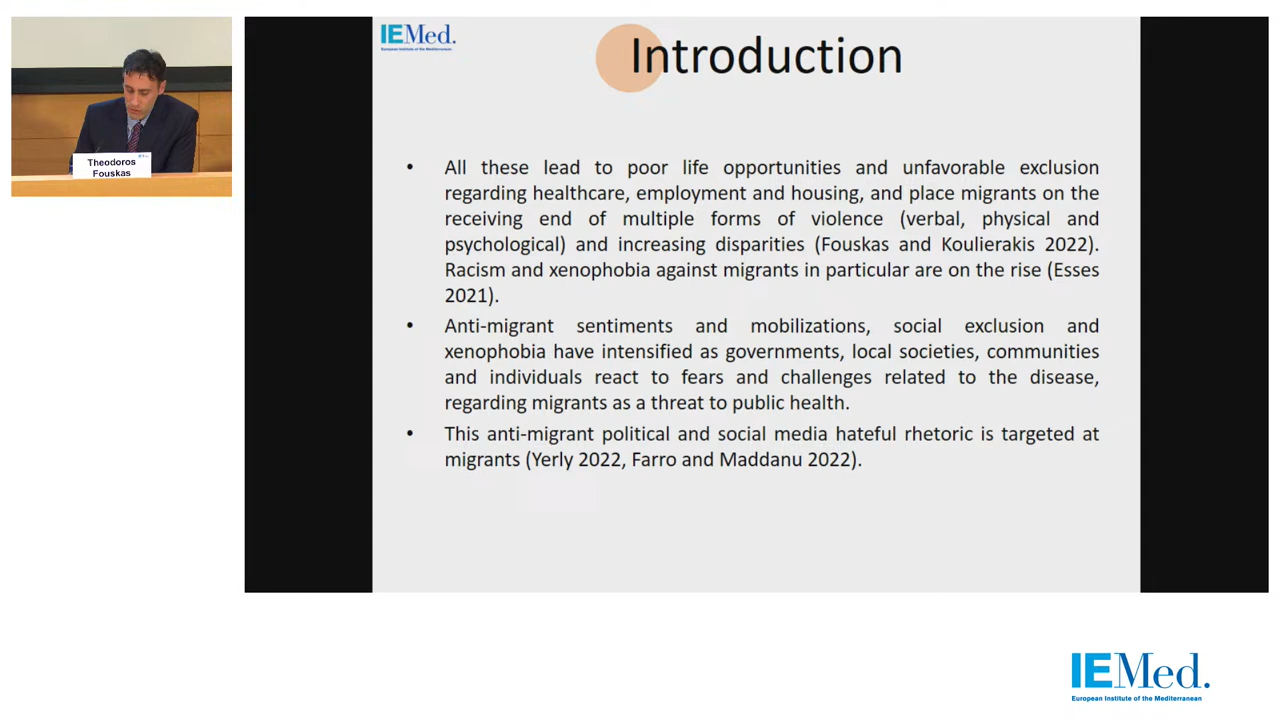 IEMed.
European Institute of the Mediterranean
Introduction
Theodoros
Fouskas
• All these lead to poor life opportunities and unfavorable exclusion
regarding healthcare, employment and housing, and place migrants on the
receiving end of multiple forms of violence (verbal, physical and
psychological) and increasing disparities (Fouskas and Koulierakis 2022).
Racism and xenophobia against migrants in particular are on the rise (Esses
2021).
• Anti-migrant sentiments and mobilizations, social exclusion and
xenophobia have intensified as governments, local societies, communities
and individuals react to fears and challenges related to the disease,
regarding migrants as a threat to public health.
• This anti-migrant political and social media hateful rhetoric is targeted at
migrants (Yerly 2022, Farro and Maddanu 2022).
IEMed.
European Institute of the Mediterranean